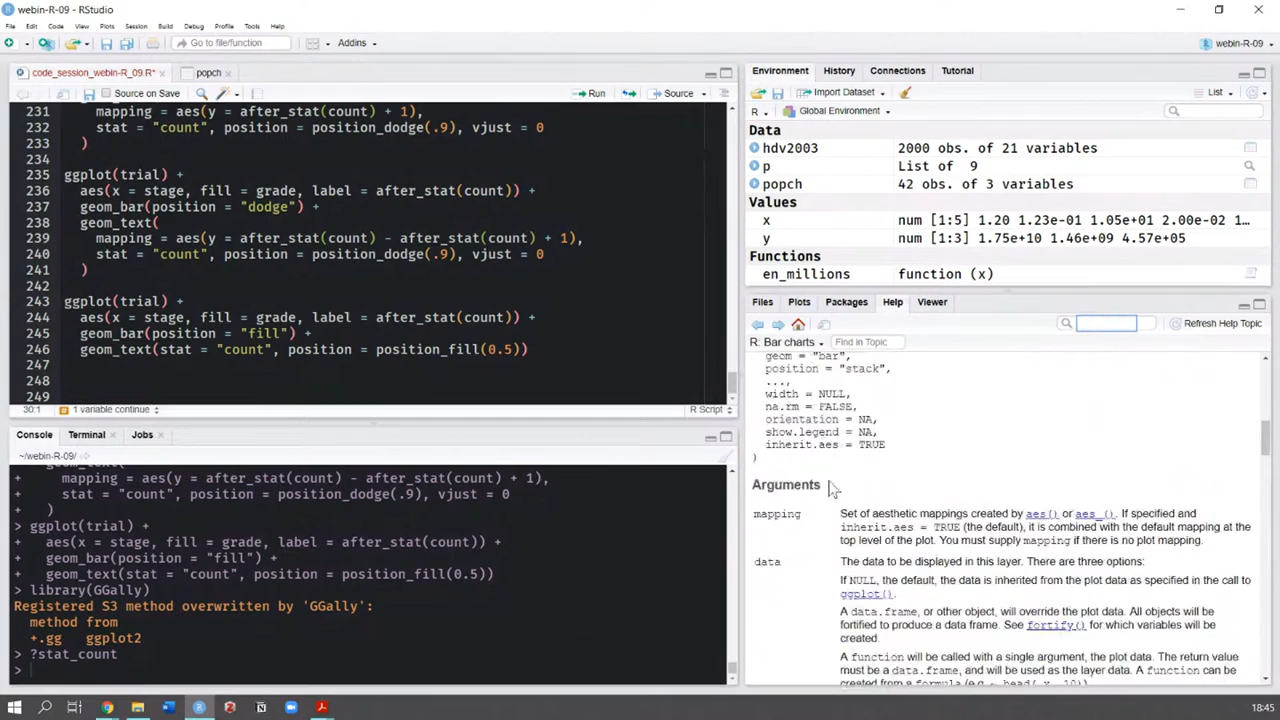 webin-R-09 - RStudio
File Edit Code View Plots Session Build Debug Profile Tools Help
Go to file/function Addins webin-R-09
code_session_webin-R_09.R* popch
Source on Save Run Source
231 mapping = aes(y = after_stat(count) + 1),
232 stat = "count", position = position_dodge(.9), vjust = 0
233 )
234
235 ggplot(trial) +
236 aes(x = stage, fill = grade, label = after_stat(count)) +
237 geom_bar(position = "dodge") +
238 geom_text(
239 mapping = aes(y = after_stat(count) - after_stat(count) + 1),
240 stat = "count", position = position_dodge(.9), vjust = 0
241 )
242
243 ggplot(trial) +
244 aes(x = stage, fill = grade, label = after_stat(count)) +
245 geom_bar(position = "fill") +
246 geom_text(stat = "count", position = position_fill(0.5))
247
248
249
30:1 1 variable continue R Script
Console Terminal Jobs
~/webin-R-09/
+ geom_text(
+ mapping = aes(y = after_stat(count) - after_stat(count) + 1),
+ stat = "count", position = position_dodge(.9), vjust = 0
+ )
> ggplot(trial) +
+ aes(x = stage, fill = grade, label = after_stat(count)) +
+ geom_bar(position = "fill") +
+ geom_text(stat = "count", position = position_fill(0.5))
> library(GGally)
Registered S3 method overwritten by 'GGally':
method from
+.gg ggplot2
> ?stat_count
>
Environment History Connections Tutorial
Import Dataset List
R Global Environment
Data
hdv2003 2000 obs. of 21 variables
p List of 9
popch 42 obs. of 3 variables
Values
x num [1:5] 1.20 1.23e-01 1.05e+01 2.00e-02 1...
y num [1:3] 1.75e+10 1.46e+09 4.57e+05
Functions
en_millions function (x)
Files Plots Packages Help Viewer
Refresh Help Topic
R: Bar charts Find in Topic
geom = "bar",
position = "stack",
...,
width = NULL,
na.rm = FALSE,
orientation = NA,
show.legend = NA,
inherit.aes = TRUE
)
Arguments
mapping Set of aesthetic mappings created by aes() or aes_(). If specified and
inherit.aes = TRUE (the default), it is combined with the default mapping at the
top level of the plot. You must supply mapping if there is no plot mapping.
data The data to be displayed in this layer. There are three options:
If NULL, the default, the data is inherited from the plot data as specified in the call to
ggplot().
A data.frame, or other object, will override the plot data. All objects will be
fortified to produce a data frame. See fortify() for which variables will be
created.
A function will be called with a single argument, the plot data. The return value
must be a data.frame, and will be used as the layer data. A function can be
created from a formula (e.g. ~ head(.x, 10)).
18:45